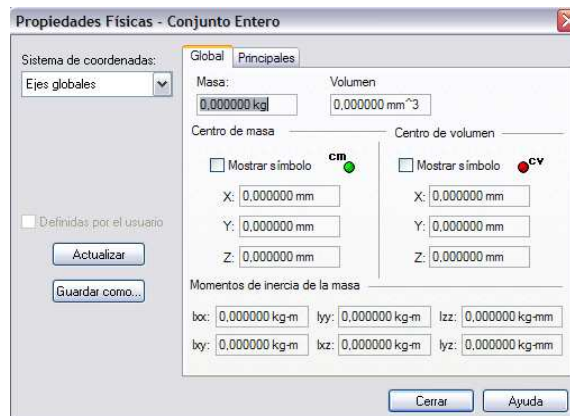 Propiedades Físicas - Conjunto Entero
Sistema de coordenadas:
Ejes globales
Definidas por el usuario
Actualizar
Guardar como...
Global Principales
Masa: Volumen
0,000000 kg 0,000000 mm^3
Centro de masa Centro de volumen
Mostrar símbolo cm Mostrar símbolo cv
X: 0,000000 mm X: 0,000000 mm
Y: 0,000000 mm Y: 0,000000 mm
Z: 0,000000 mm Z: 0,000000 mm
Momentos de inercia de la masa
Ixx: 0,000000 kg-m Iyy: 0,000000 kg-m Izz: 0,000000 kg-mm
Ixy: 0,000000 kg-m Ixz: 0,000000 kg-m Iyz: 0,000000 kg-mm
Cerrar Ayuda